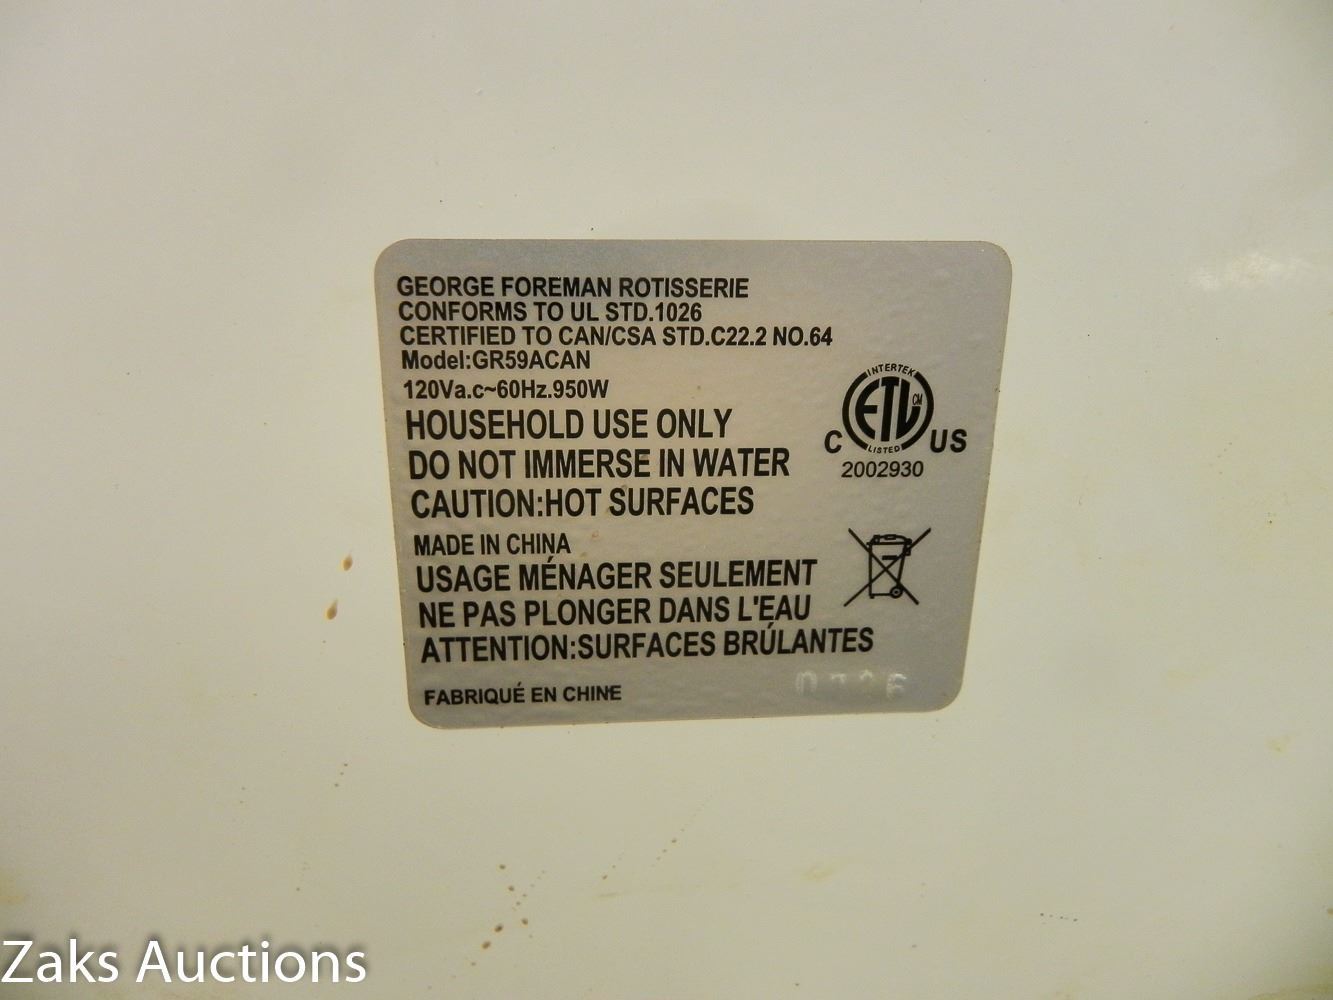 GEORGE FOREMAN ROTISSERIE
CONFORMS TO UL STD.1026
CERTIFIED TO CAN/CSA STD.C22.2 NO.64
Model:GR59ACAN
120Va.c~60Hz.950W
HOUSEHOLD USE ONLY
DO NOT IMMERSE IN WATER
CAUTION:HOT SURFACES
INTERTEK
ETL CM
LISTED
C US
2002930
MADE IN CHINA
USAGE MÉNAGER SEULEMENT
NE PAS PLONGER DANS L'EAU
ATTENTION:SURFACES BRÚLANTES
FABRIQUÉ EN CHINE
Zaks Auctions